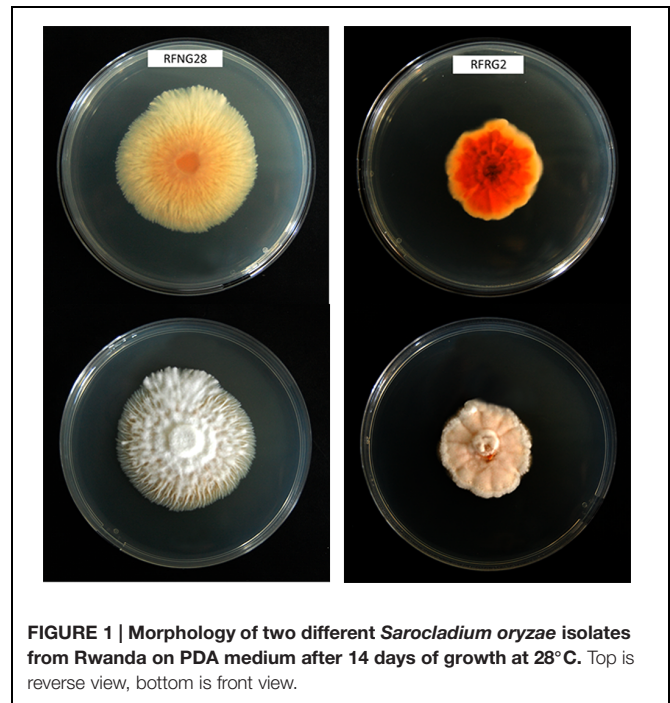 RFNG28
RFRG2
FIGURE 1 | Morphology of two different Sarocladium oryzae isolates
from Rwanda on PDA medium after 14 days of growth at 28°C. Top is
reverse view, bottom is front view.